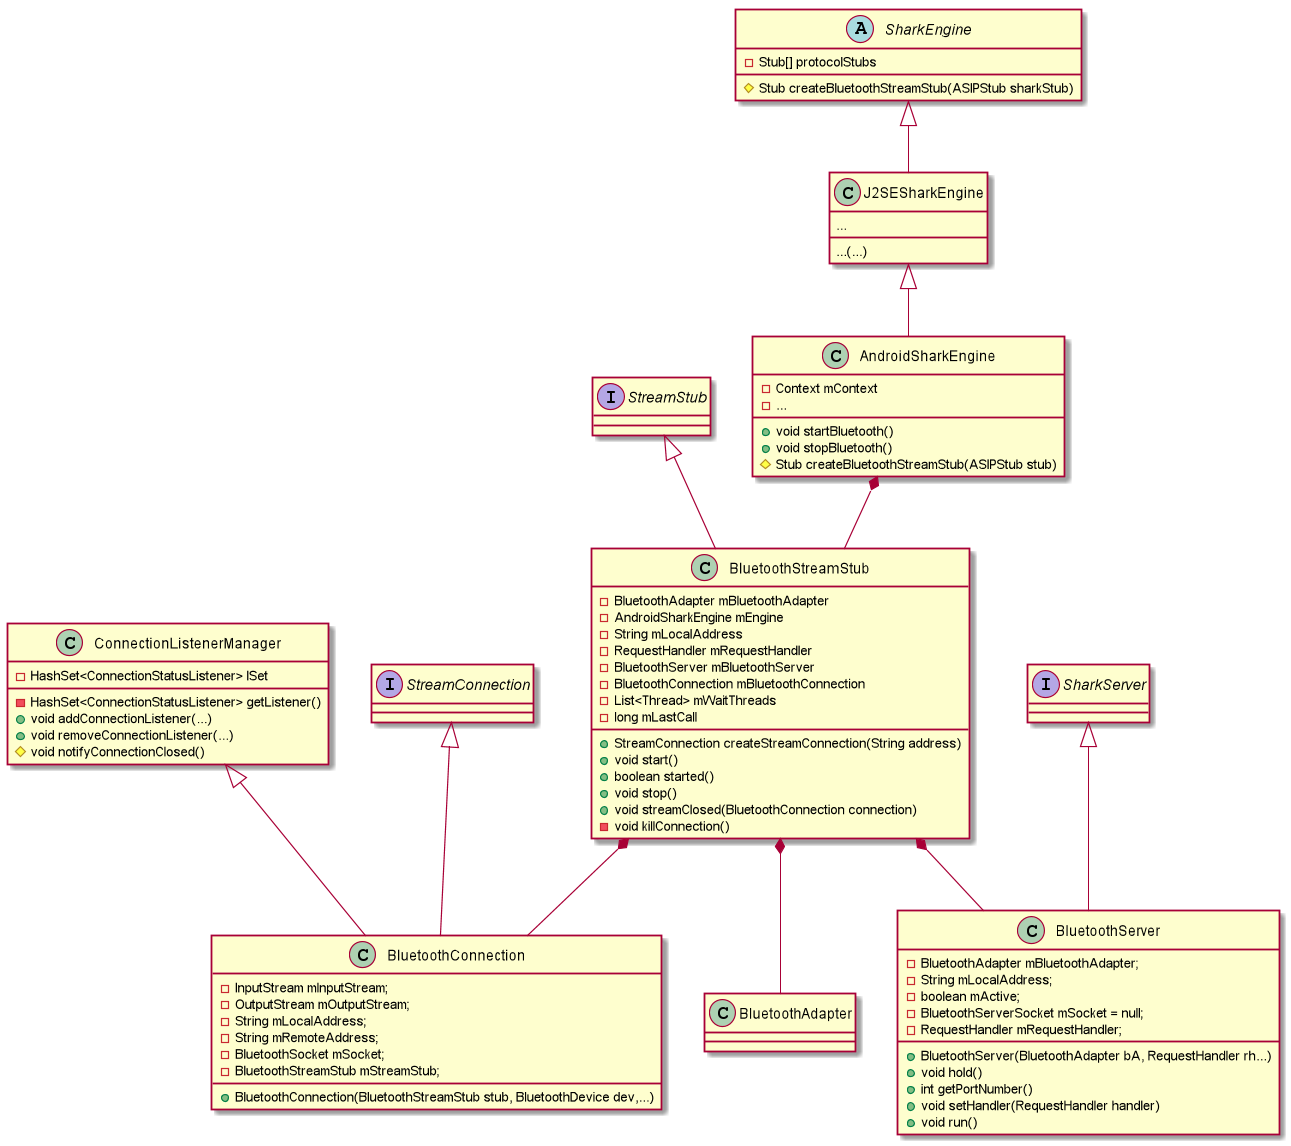 A SharkEngine
Stub[] protocolStubs
Stub createBluetoothStreamStub(ASIPStub sharkStub)
C J2SESharkEngine
...
...(...)
C AndroidSharkEngine
Context mContext
...
void startBluetooth()
void stopBluetooth()
Stub createBluetoothStreamStub(ASIPStub stub)
I StreamStub
C BluetoothStreamStub
BluetoothAdapter mBluetoothAdapter
AndroidSharkEngine mEngine
String mLocalAddress
RequestHandler mRequestHandler
BluetoothServer mBluetoothServer
BluetoothConnection mBluetoothConnection
List<Thread> mWaitThreads
long mLastCall
StreamConnection createStreamConnection(String address)
void start()
boolean started()
void stop()
void streamClosed(BluetoothConnection connection)
void killConnection()
C ConnectionListenerManager
HashSet<ConnectionStatusListener> lSet
HashSet<ConnectionStatusListener> getListener()
void addConnectionListener(...)
void removeConnectionListener(...)
void notifyConnectionClosed()
I StreamConnection
I SharkServer
C BluetoothConnection
InputStream mInputStream;
OutputStream mOutputStream;
String mLocalAddress;
String mRemoteAddress;
BluetoothSocket mSocket;
BluetoothStreamStub mStreamStub;
BluetoothConnection(BluetoothStreamStub stub, BluetoothDevice dev,...)
C BluetoothAdapter
C BluetoothServer
BluetoothAdapter mBluetoothAdapter;
String mLocalAddress;
boolean mActive;
BluetoothServerSocket mSocket = null;
RequestHandler mRequestHandler;
BluetoothServer(BluetoothAdapter bA, RequestHandler rh...)
void hold()
int getPortNumber()
void setHandler(RequestHandler handler)
void run()